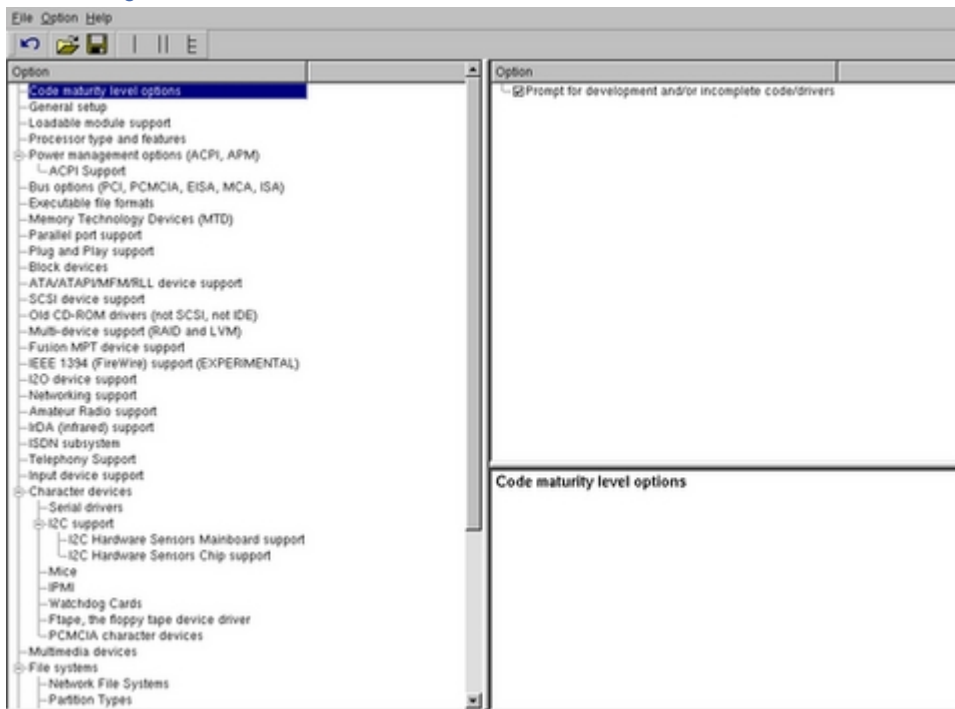 File Option Help
Option
Code maturity level options
General setup
Loadable module support
Processor type and features
Power management options (ACPI, APM)
ACPI Support
Bus options (PCI, PCMCIA, EISA, MCA, ISA)
Executable file formats
Memory Technology Devices (MTD)
Parallel port support
Plug and Play support
Block devices
ATA/ATAPI/MFM/RLL device support
SCSI device support
Old CD-ROM drivers (not SCSI, not IDE)
Multi-device support (RAID and LVM)
Fusion MPT device support
IEEE 1394 (FireWire) support (EXPERIMENTAL)
I2O device support
Networking support
Amateur Radio support
IrDA (infrared) support
ISDN subsystem
Telephony Support
Input device support
Character devices
Serial drivers
I2C support
I2C Hardware Sensors Mainboard support
I2C Hardware Sensors Chip support
Mice
IPMI
Watchdog Cards
Ftape, the floppy tape device driver
PCMCIA character devices
Multimedia devices
File systems
Network File Systems
Partition Types
Option
Prompt for development and/or incomplete code/drivers
Code maturity level options